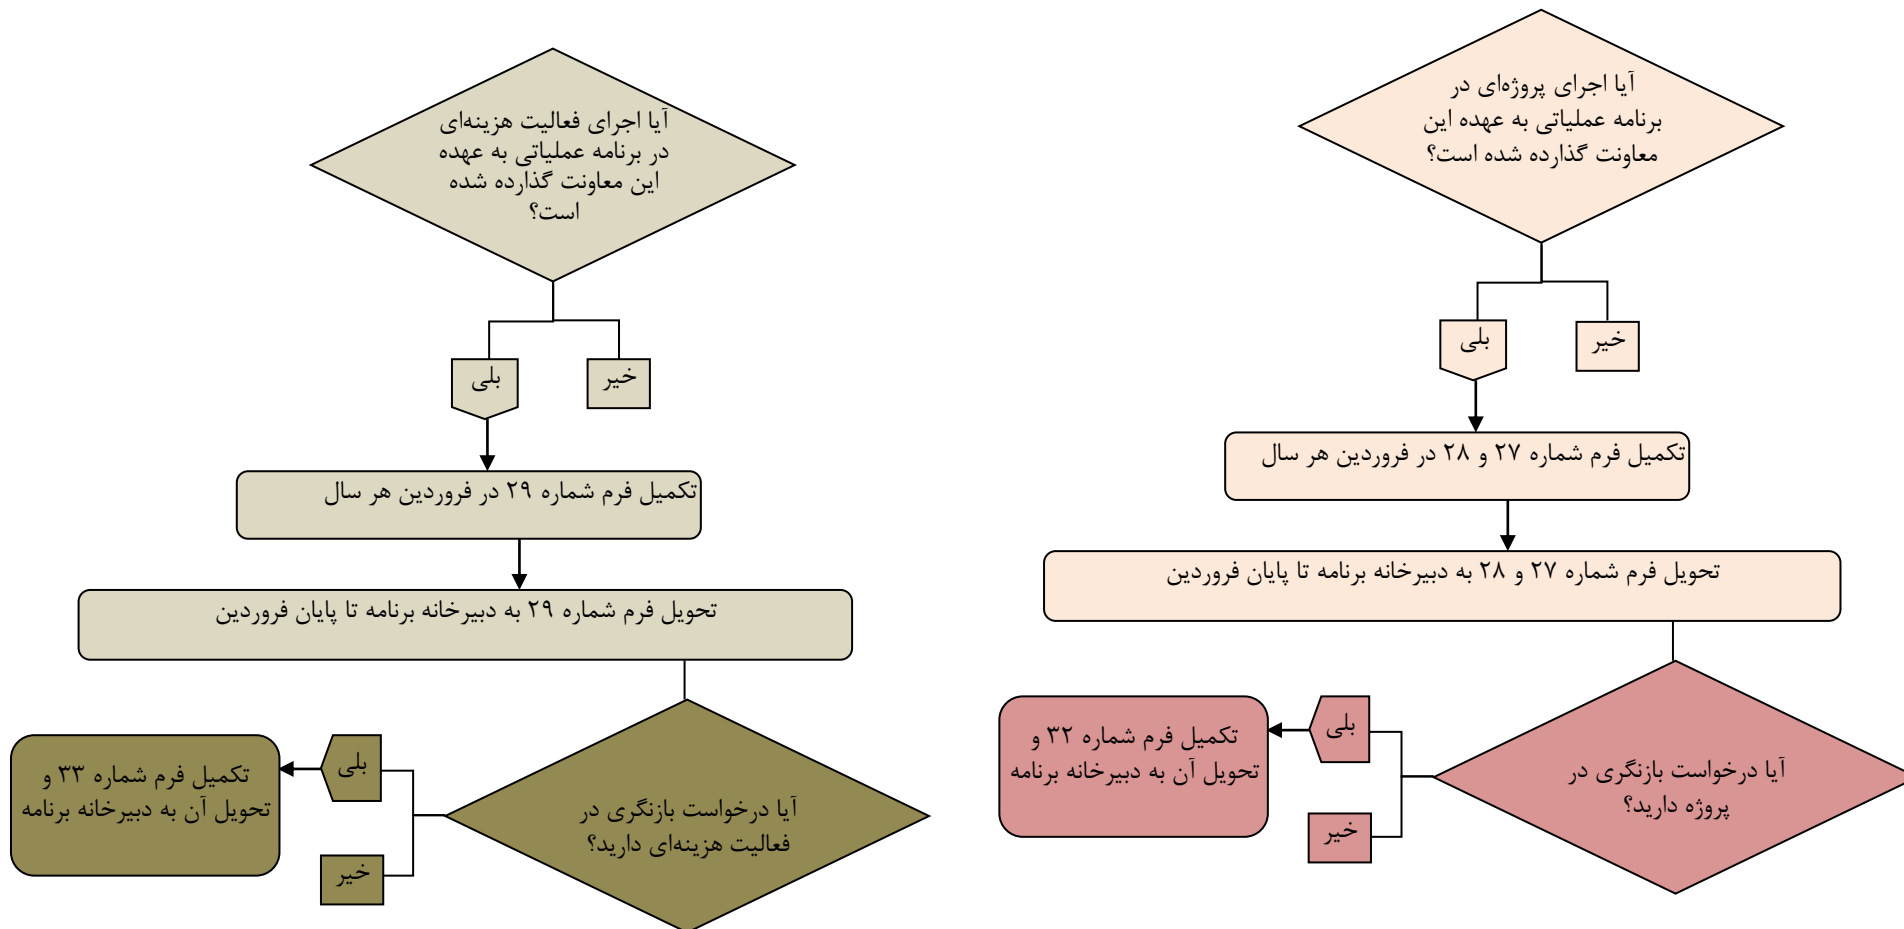 آیا اجرای پروژه‌ای در
برنامه عملیاتی به عهده این
معاونت گذارده شده است؟
بلی
خیر
تکمیل فرم شماره ۲۷ و ۲۸ در فروردین هر سال
تحویل فرم شماره ۲۷ و ۲۸ به دبیرخانه برنامه تا پایان فروردین
آیا درخواست بازنگری در
پروژه دارید؟
بلی
تکمیل فرم شماره ۳۲ و
تحویل آن به دبیرخانه برنامه
خیر
آیا اجرای فعالیت هزینه‌ای
در برنامه عملیاتی به عهده
این معاونت گذارده شده
است؟
بلی
خیر
تکمیل فرم شماره ۲۹ در فروردین هر سال
تحویل فرم شماره ۲۹ به دبیرخانه برنامه تا پایان فروردین
آیا درخواست بازنگری در
فعالیت هزینه‌ای دارید؟
بلی
تکمیل فرم شماره ۳۳ و
تحویل آن به دبیرخانه برنامه
خیر